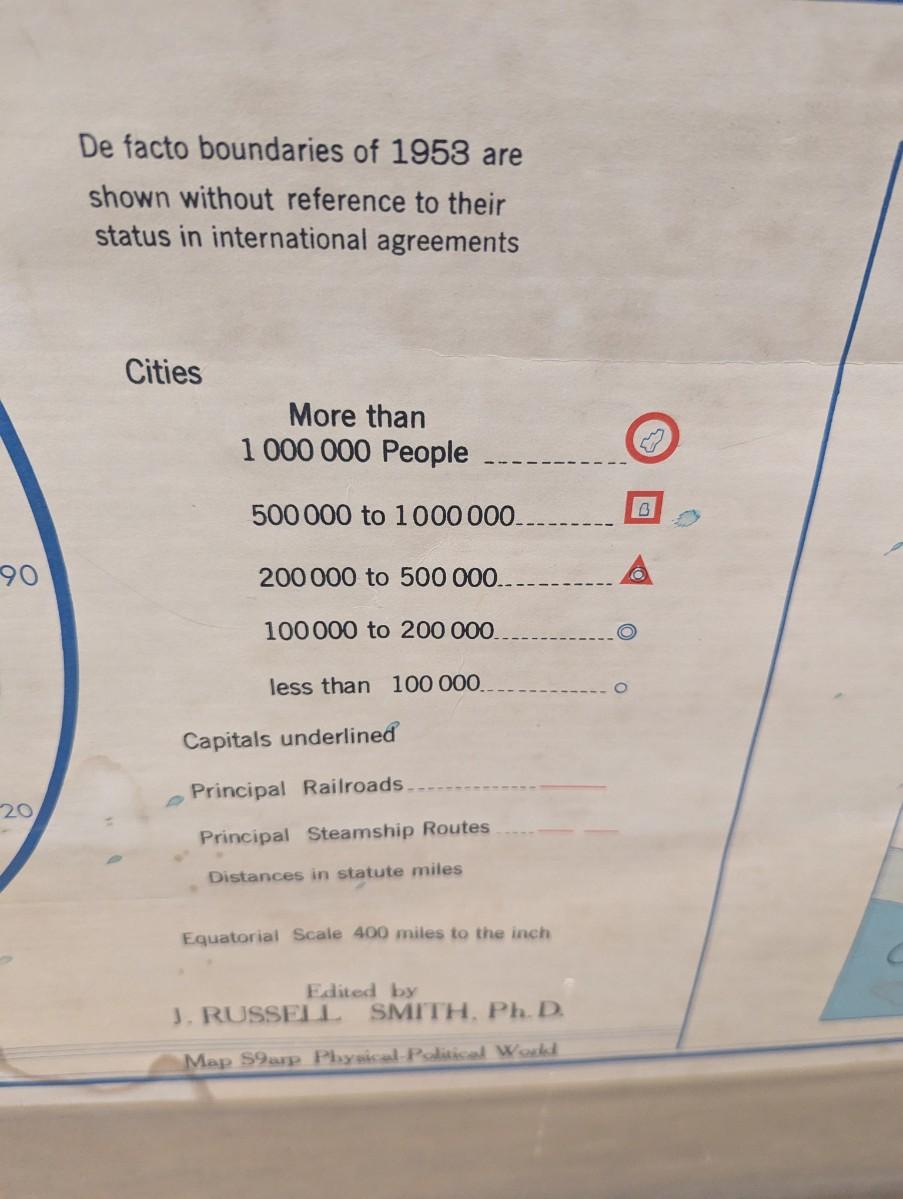 De facto boundaries of 1953 are
shown without reference to their
status in international agreements
Cities
More than
1 000 000 People
500 000 to 1 000 000
200 000 to 500 000
100 000 to 200 000
less than 100 000
Capitals underlined
Principal Railroads
Principal Steamship Routes
Distances in statute miles
Equatorial Scale 400 miles to the inch
Edited by
J. RUSSELL SMITH, Ph. D.
Map S9arp Physical-Political World
90
20